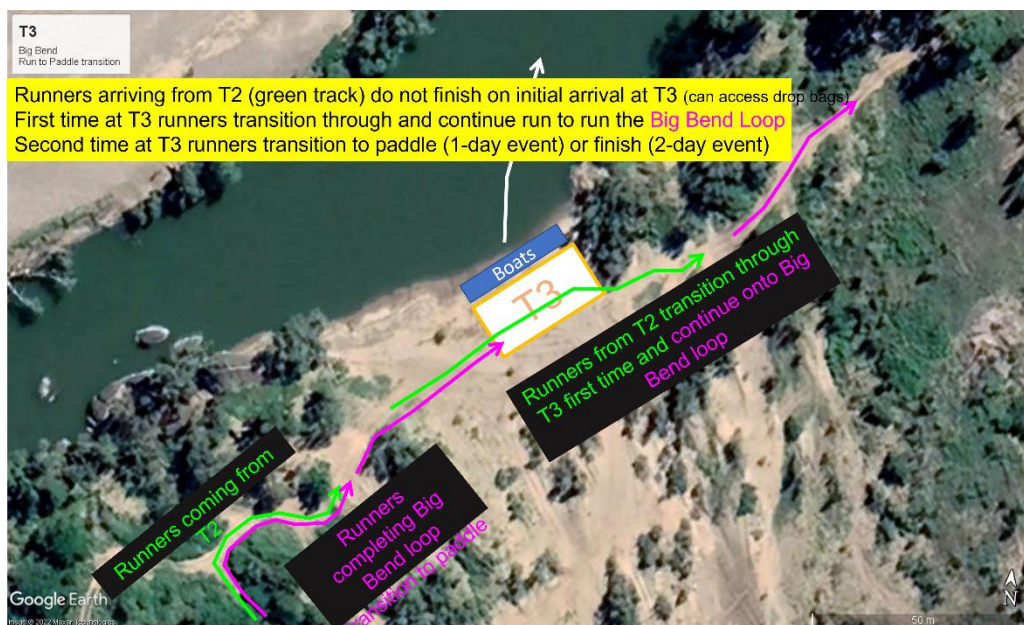 T3
Big Bend
Run to Paddle transition
Runners arriving from T2 (green track) do not finish on initial arrival at T3 (can access drop bags)
First time at T3 runners transition through and continue run to run the Big Bend Loop
Second time at T3 runners transition to paddle (1-day event) or finish (2-day event)
Boats
T3
Runners from T2 transition through
T3 first time and continue onto Big
Bend loop
Runners coming from
T2
Runners
completing Big
Bend loop
transition to paddle
Google Earth
Image © 2022 Maxar Technologies
N
50 m